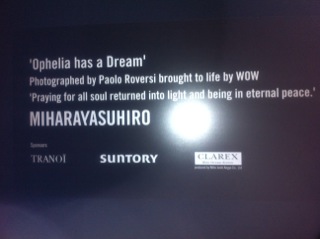 'Ophelia has a Dream'
Photographed by Paolo Roversi brought to life by WOW
'Praying for all soul returned into light and being in eternal peace.'
MIHARAYASUHIRO
Sponsors
TRANOÏ SUNTORY CLAREX